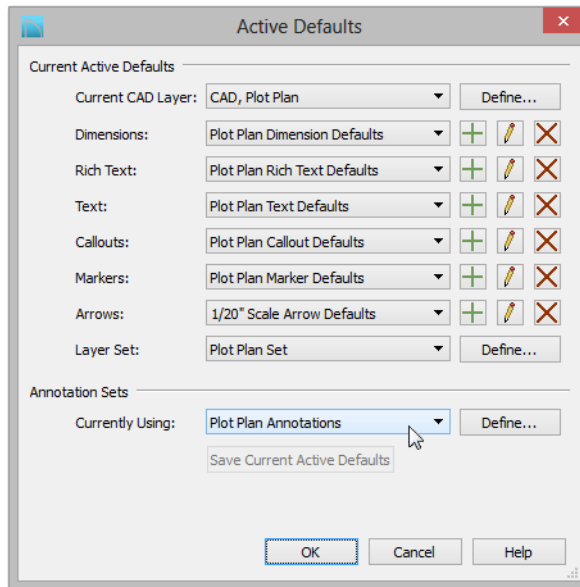 Active Defaults
Current Active Defaults
Current CAD Layer: CAD, Plot Plan Define...
Dimensions: Plot Plan Dimension Defaults
Rich Text: Plot Plan Rich Text Defaults
Text: Plot Plan Text Defaults
Callouts: Plot Plan Callout Defaults
Markers: Plot Plan Marker Defaults
Arrows: 1/20" Scale Arrow Defaults
Layer Set: Plot Plan Set Define...
Annotation Sets
Currently Using: Plot Plan Annotations Define...
Save Current Active Defaults
OK Cancel Help